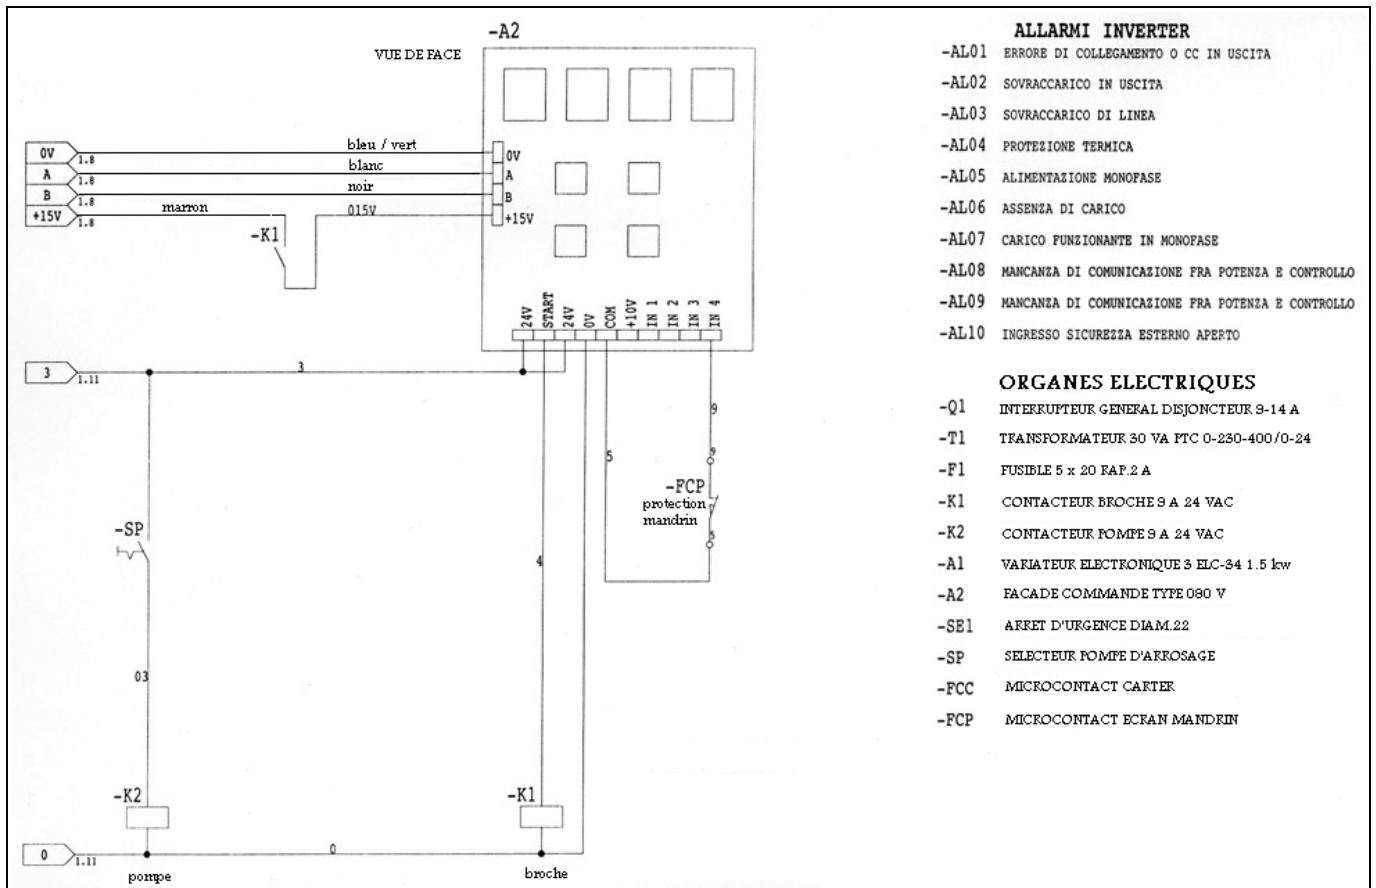 -A2
VUE DE FACE
0V
1.8
bleu / vert
0V
A
1.8
blanc
A
B
1.8
noir
B
+15V
1.8
marron
015V
+15V
-K1
24V
START
24V
0V
COM
+10V
IN 1
IN 2
IN 3
IN 4
3
1.11
3
9
5
9
-FCP
protection
mandrin
5
-SP
4
03
-K2
-K1
0
1.11
0
pompe
broche
ALLARMI INVERTER
-AL01 ERRORE DI COLLEGAMENTO O CC IN USCITA
-AL02 SOVRACCARICO IN USCITA
-AL03 SOVRACCARICO DI LINEA
-AL04 PROTEZIONE TERMICA
-AL05 ALIMENTAZIONE MONOFASE
-AL06 ASSENZA DI CARICO
-AL07 CARICO FUNZIONANTE IN MONOFASE
-AL08 MANCANZA DI COMUNICAZIONE FRA POTENZA E CONTROLLO
-AL09 MANCANZA DI COMUNICAZIONE FRA POTENZA E CONTROLLO
-AL10 INGRESSO SICUREZZA ESTERNO APERTO
ORGANES ELECTRIQUES
-Q1 INTERRUPTEUR GENERAL DISJONCTEUR 9-14 A
-T1 TRANSFORMATEUR 30 VA PTC 0-230-400/0-24
-F1 FUSIBLE 5 x 20 RAP.2 A
-K1 CONTACTEUR BROCHE 9 A 24 VAC
-K2 CONTACTEUR POMPE 9 A 24 VAC
-A1 VARIATEUR ELECTRONIQUE 3 ELC-34 1.5 kw
-A2 FACADE COMMANDE TYPE 080 V
-SE1 ARRET D'URGENCE DIAM.22
-SP SELECTEUR POMPE D'ARROSAGE
-FCC MICROCONTACT CARTER
-FCP MICROCONTACT ECRAN MANDRIN